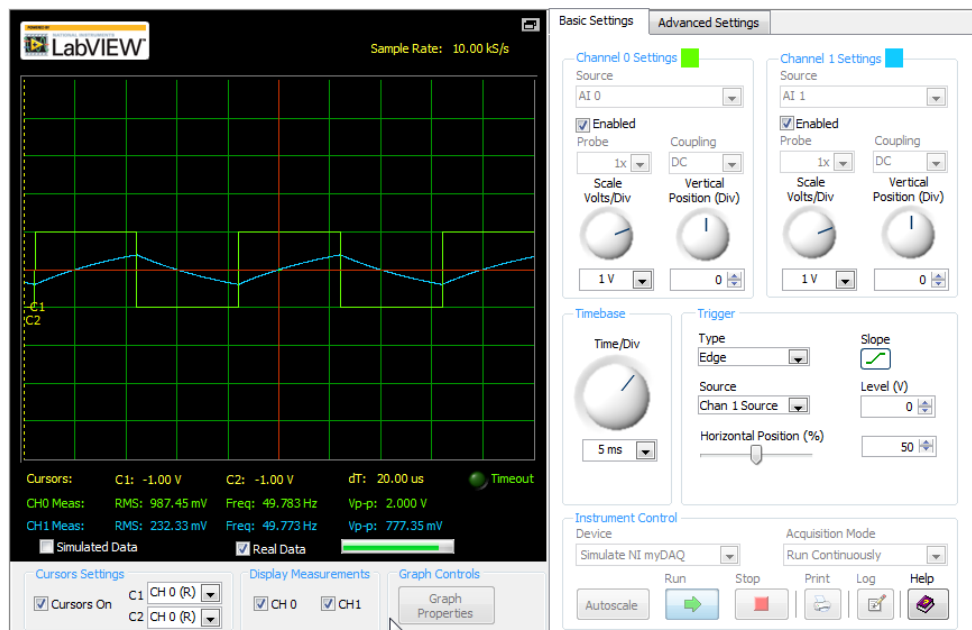 POWERED BY
NATIONAL INSTRUMENTS
LabVIEW™
Sample Rate: 10.00 kS/s
C1
C2
Cursors: C1: -1.00 V C2: -1.00 V dT: 20.00 us Timeout
CH0 Meas: RMS: 987.45 mV Freq: 49.783 Hz Vp-p: 2.000 V
CH1 Meas: RMS: 232.33 mV Freq: 49.773 Hz Vp-p: 777.35 mV
Simulated Data Real Data
Cursors Settings
Cursors On
C1 CH 0 (R)
C2 CH 0 (R)
Display Measurements
CH 0 CH1
Graph Controls
Graph
Properties
Basic Settings Advanced Settings
Channel 0 Settings
Source
AI 0
Enabled
Probe Coupling
1x DC
Scale Vertical
Volts/Div Position (Div)
1 V 0
Channel 1 Settings
Source
AI 1
Enabled
Probe Coupling
1x DC
Scale Vertical
Volts/Div Position (Div)
1 V 0
Timebase
Time/Div
5 ms
Trigger
Type Slope
Edge
Source Level (V)
Chan 1 Source 0
Horizontal Position (%)
50
Instrument Control
Device Acquisition Mode
Simulate NI myDAQ Run Continuously
Run Stop Print Log Help
Autoscale